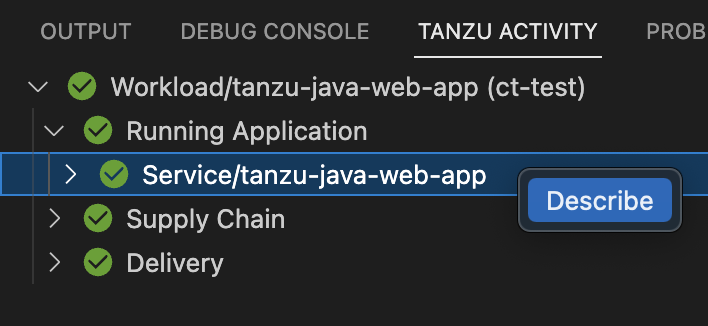 OUTPUT DEBUG CONSOLE TANZU ACTIVITY PROB
Workload/tanzu-java-web-app (ct-test)
Running Application
Service/tanzu-java-web-app
Describe
Supply Chain
Delivery